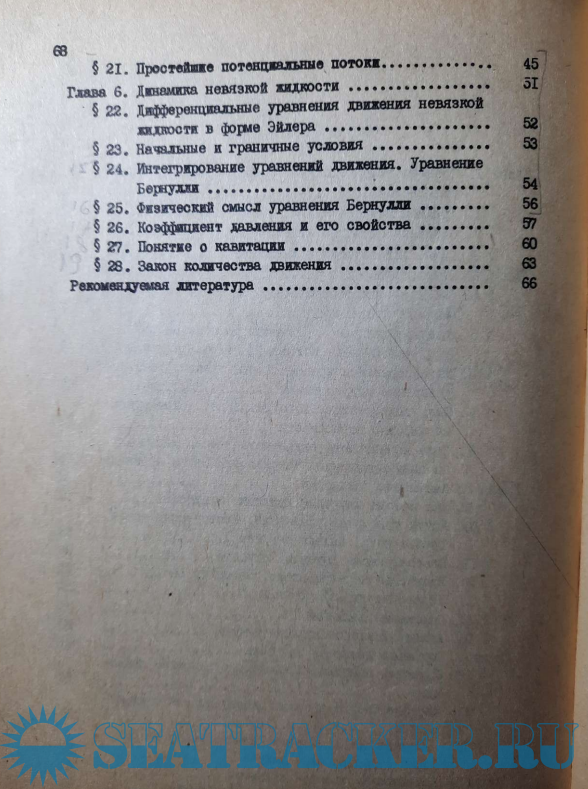 68
§ 21. Простейшие потенциальные потоки.............. 45
Глава 6. Динамика невязкой жидкости ................... 51
§ 22. Дифференциальные уравнения движения невязкой
жидкости в форме Эйлера ...................... 52
§ 23. Начальные и граничные условия ................ 53
§ 24. Интегрирование уравнений движения. Уравнение
Бернулли ..................................... 54
§ 25. Физический смысл уравнения Бернулли .......... 56
§ 26. Коэффициент давления и его свойства .......... 57
§ 27. Понятие о кавитации .......................... 60
§ 28. Закон количества движения .................... 63
Рекомендуемая литература ............................... 66
SEATRACKER.RU